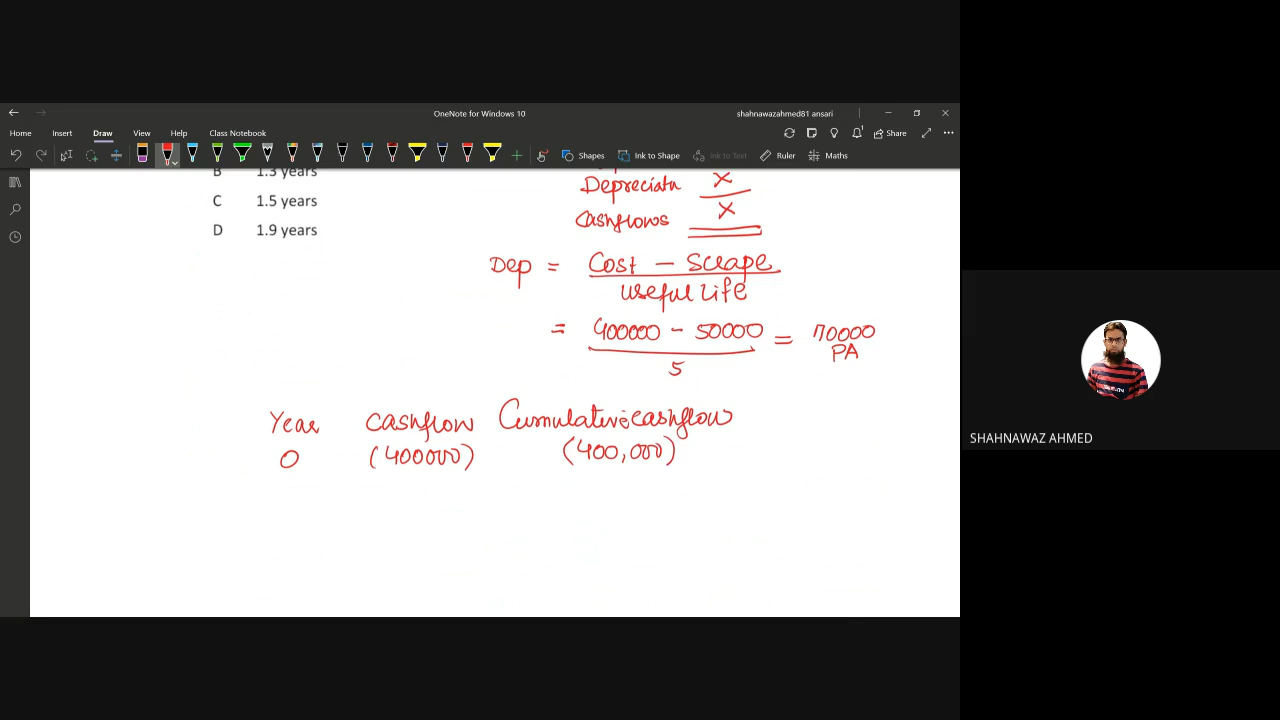 OneNote for Windows 10
shahnawazahmed81 ansari
Home Insert Draw View Help Class Notebook
Share
Shapes Ink to Shape Ink to Text Ruler Maths
B 1.3 years
C 1.5 years
D 1.9 years
Depreciatn X
Cashflows X
Dep = Cost - Scrape
useful life
= 400000 - 50000 = 70000
PA
5
Year Cashflow Cumulative cashflow
0 (400000) (400,000)
SHAHNAWAZ AHMED